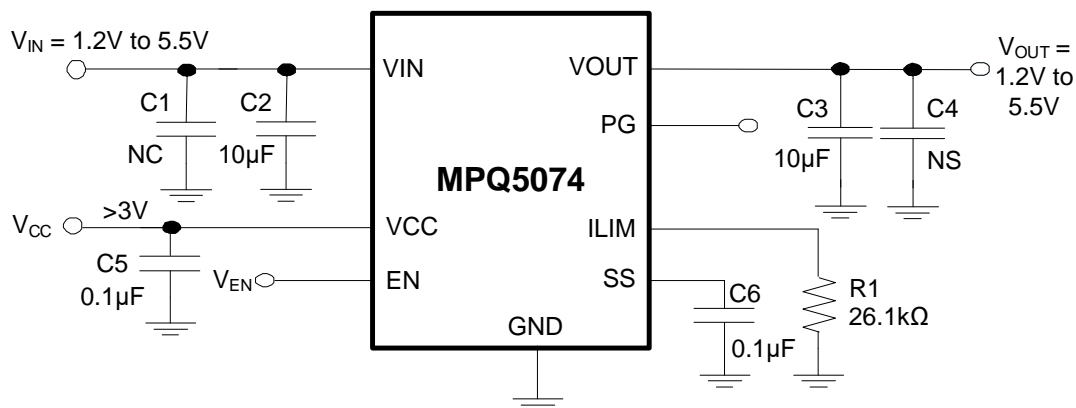 V_IN = 1.2V to 5.5V
C1
NC
C2
10µF
VIN
VOUT
PG
MPQ5074
C3
10µF
C4
NS
V_OUT =
1.2V to
5.5V
V_CC
>3V
C5
0.1µF
V_EN
VCC
EN
ILIM
SS
GND
C6
0.1µF
R1
26.1kΩ